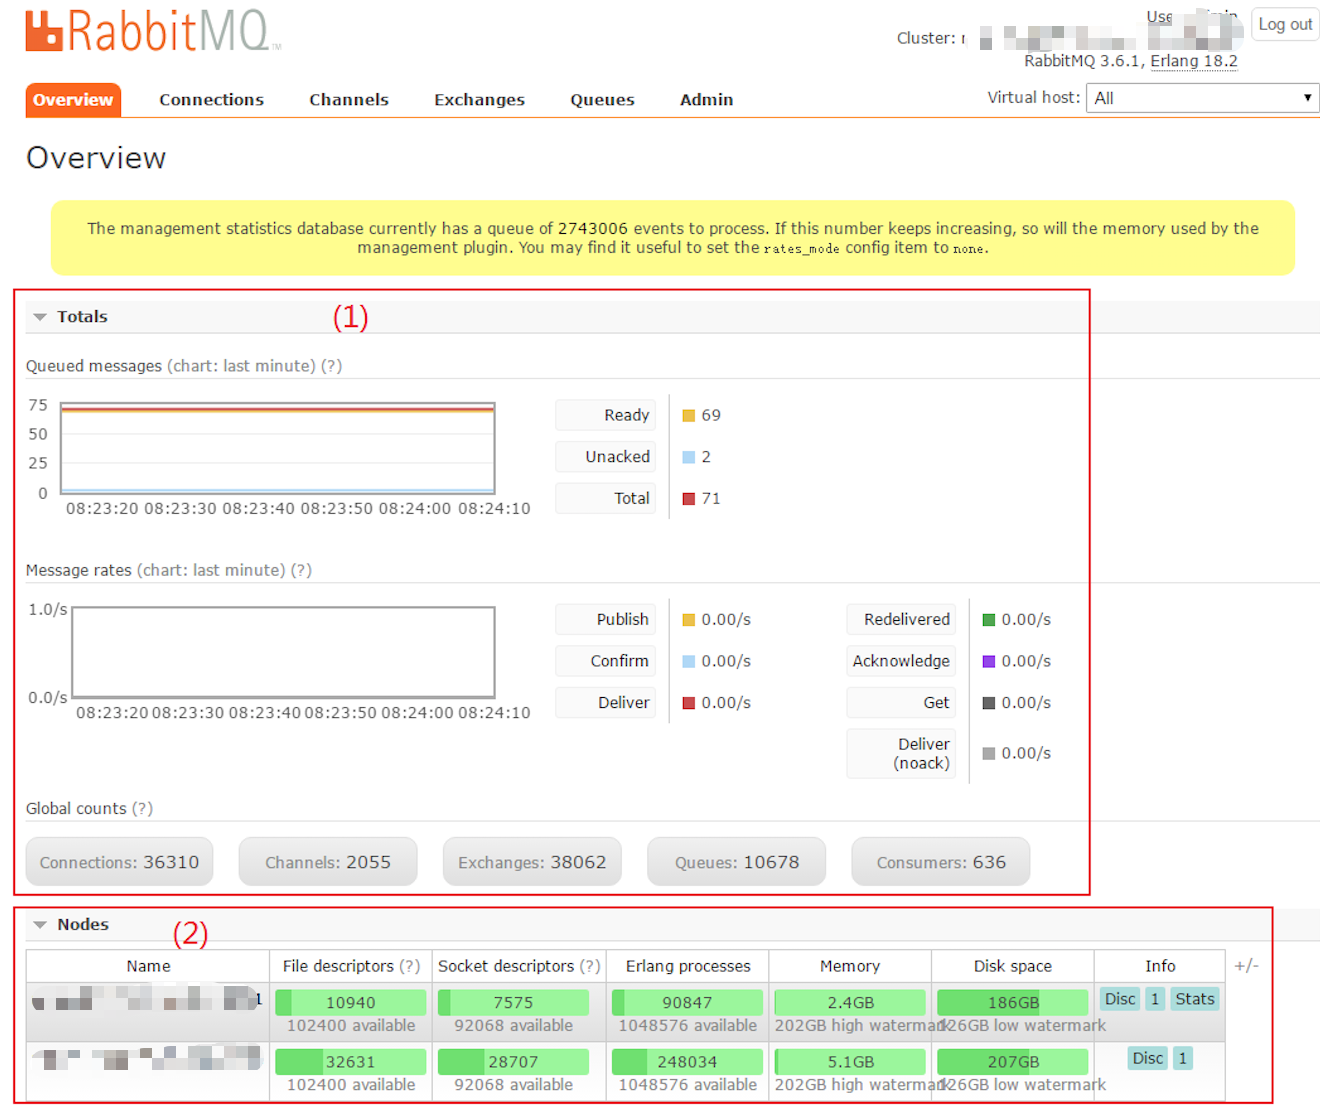 RabbitMQ™
Cluster:
RabbitMQ 3.6.1, Erlang 18.2
Log out
Overview Connections Channels Exchanges Queues Admin
Virtual host: All
Overview
The management statistics database currently has a queue of 2743006 events to process. If this number keeps increasing, so will the memory used by the
management plugin. You may find it useful to set the rates_mode config item to none.
Totals (1)
Queued messages (chart: last minute) (?)
75
50
25
0
08:23:20 08:23:30 08:23:40 08:23:50 08:24:00 08:24:10
Ready 69
Unacked 2
Total 71
Message rates (chart: last minute) (?)
1.0/s
0.0/s
08:23:20 08:23:30 08:23:40 08:23:50 08:24:00 08:24:10
Publish 0.00/s
Confirm 0.00/s
Deliver 0.00/s
Redelivered 0.00/s
Acknowledge 0.00/s
Get 0.00/s
Deliver
(noack) 0.00/s
Global counts (?)
Connections: 36310 Channels: 2055 Exchanges: 38062 Queues: 10678 Consumers: 636
Nodes (2)
Name File descriptors (?) Socket descriptors (?) Erlang processes Memory Disk space Info +/-
1 10940 7575 90847 2.4GB 186GB Disc 1 Stats
102400 available 92068 available 1048576 available 202GB high watermark 126GB low watermark
32631 28707 248034 5.1GB 207GB Disc 1
102400 available 92068 available 1048576 available 202GB high watermark 126GB low watermark